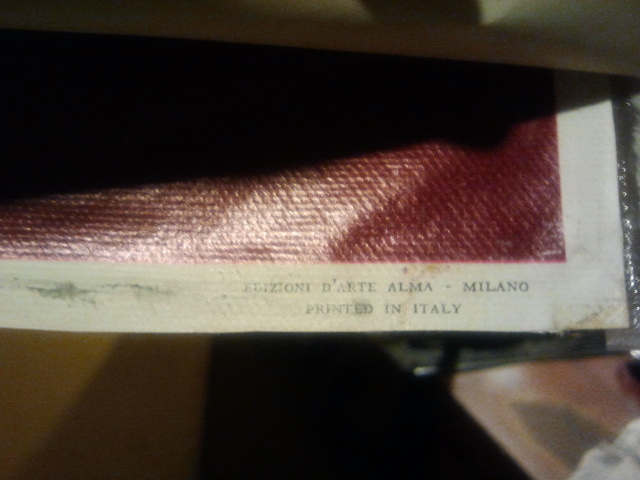 EDIZIONI D'ARTE ALMA - MILANO
PRINTED IN ITALY